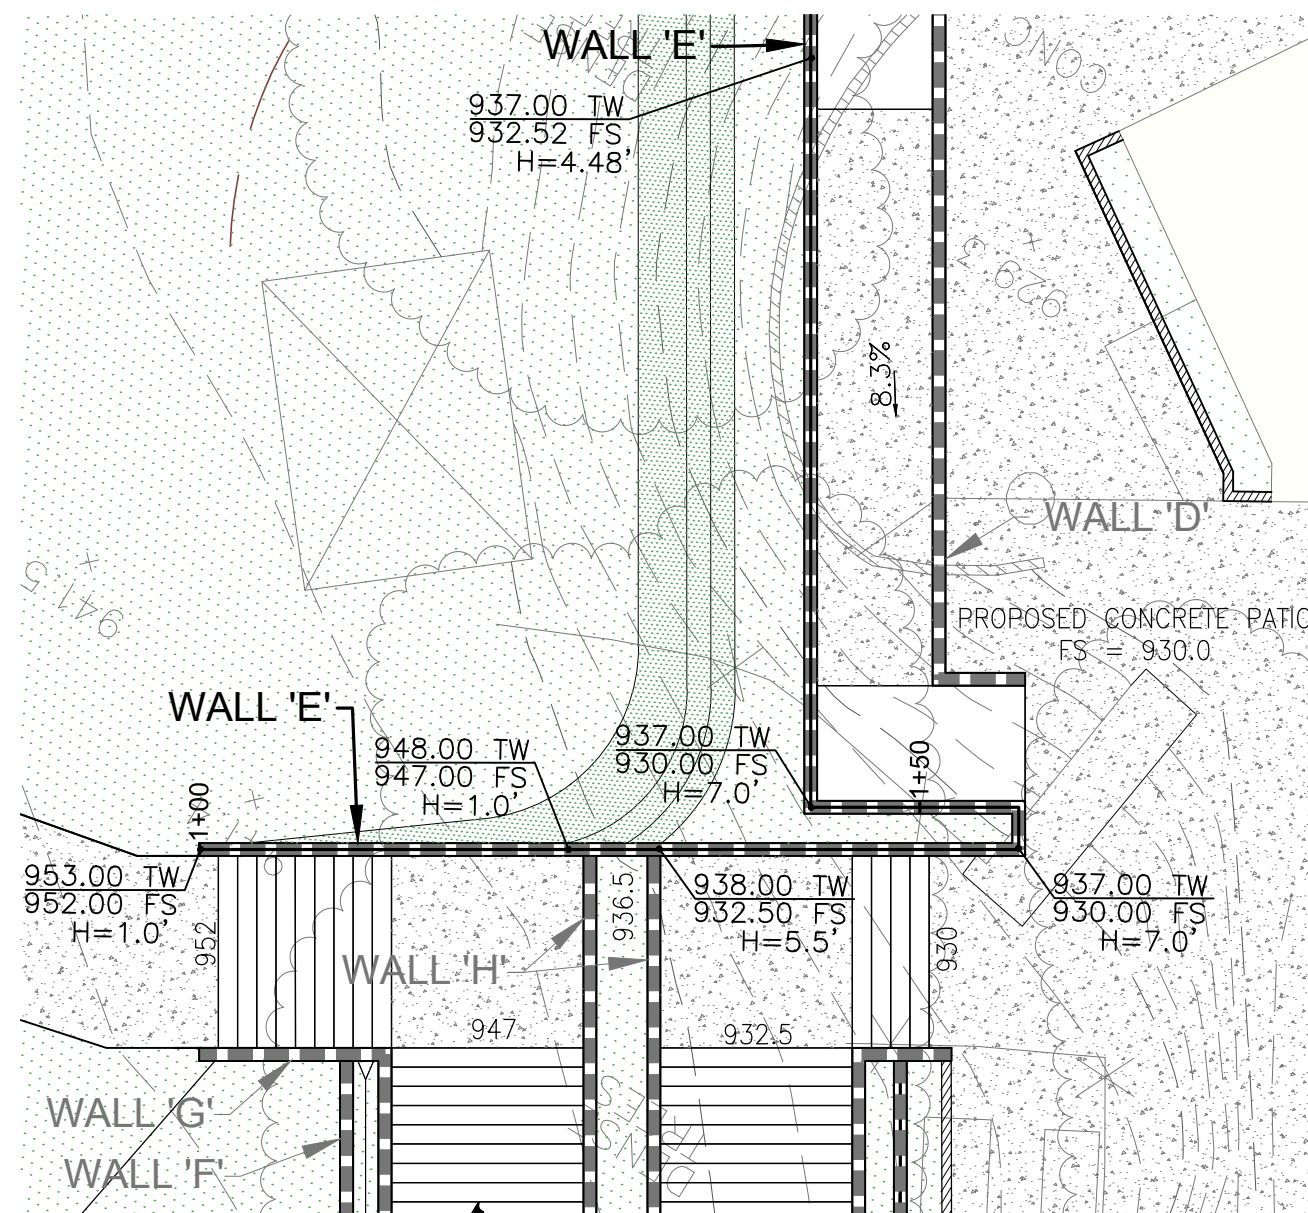 WALL 'E'
937.00 TW
932.52 FS
H=4.48'
8.3%
WALL 'D'
PROPOSED CONCRETE PATIO
FS = 930.0
WALL 'E'
948.00 TW
947.00 FS
H=1.0'
937.00 TW
930.00 FS
H=7.0'
1+50
1+00
953.00 TW
952.00 FS
H=1.0'
952
936.5
938.00 TW
932.50 FS
H=5.5'
930
937.00 TW
930.00 FS
H=7.0'
WALL 'H'
947
932.5
WALL 'G'
WALL 'F'